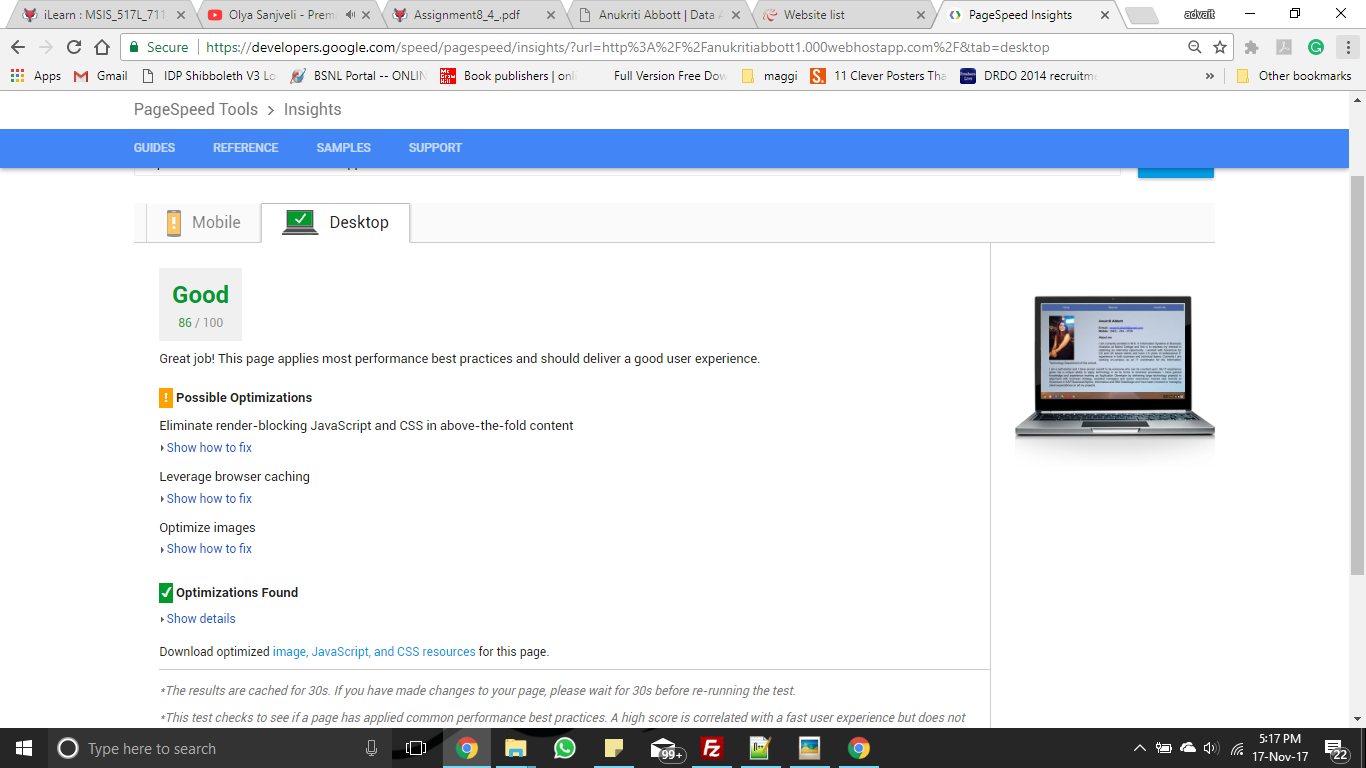 iLearn : MSIS_517L_711
Olya Sanjveli - Prem
Assignment8_4_.pdf
Anukriti Abbott | Data A
Website list
PageSpeed Insights
advait
Secure
https://developers.google.com/speed/pagespeed/insights/?url=http%3A%2F%2Fanukritiabbott1.000webhostapp.com%2F&tab=desktop
Apps
Gmail
IDP Shibboleth V3 Lo
BSNL Portal -- ONLIN
Book publishers | onl
Full Version Free Dow
maggi
11 Clever Posters Tha
DRDO 2014 recruitme
»
Other bookmarks
PageSpeed Tools > Insights
GUIDES
REFERENCE
SAMPLES
SUPPORT
Mobile
Desktop
Good
86 / 100
Great job! This page applies most performance best practices and should deliver a good user experience.
! Possible Optimizations
Eliminate render-blocking JavaScript and CSS in above-the-fold content
Show how to fix
Leverage browser caching
Show how to fix
Optimize images
Show how to fix
Optimizations Found
Show details
Download optimized image, JavaScript, and CSS resources for this page.
*The results are cached for 30s. If you have made changes to your page, please wait for 30s before re-running the test.
*This test checks to see if a page has applied common performance best practices. A high score is correlated with a fast user experience but does not
Type here to search
99+
5:17 PM
17-Nov-17
22